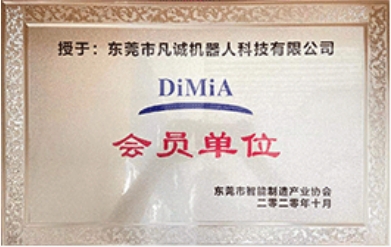 授于：东莞市凡诚机器人科技有限公司
DiMiA
会员单位
东莞市智能制造产业协会
二零二零年十月